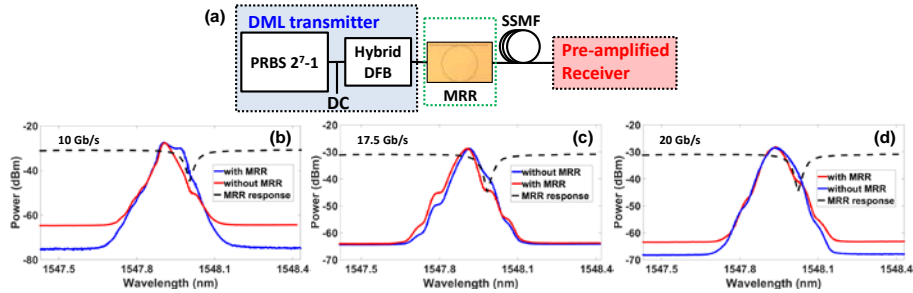 (a)
DML transmitter
PRBS 2⁷-1
Hybrid
DFB
DC
MRR
SSMF
Pre-amplified
Receiver
(b)
10 Gb/s
with MRR
without MRR
MRR response
Power (dBm)
-20
-40
-60
-80
1547.5 1547.8 1548.1 1548.4
Wavelength (nm)
(c)
17.5 Gb/s
without MRR
with MRR
MRR response
Power (dBm)
-20
-30
-40
-50
-60
-70
1547.5 1547.8 1548.1 1548.4
Wavelength (nm)
(d)
20 Gb/s
with MRR
without MRR
MRR response
Power (dBm)
-20
-30
-40
-50
-60
-70
1547.5 1547.8 1548.1 1548.4
Wavelength (nm)